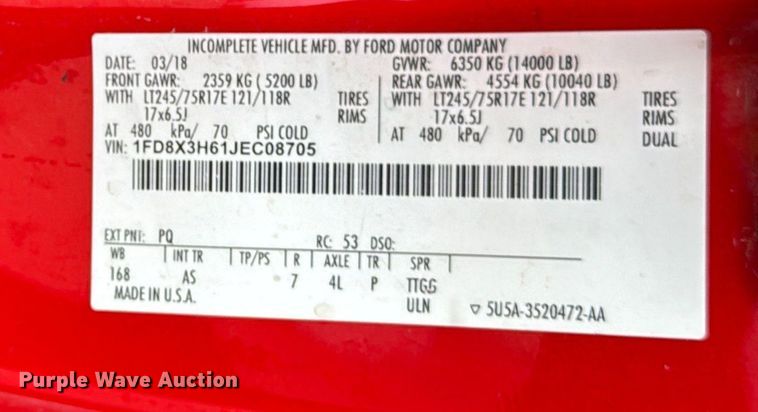 INCOMPLETE VEHICLE MFD. BY FORD MOTOR COMPANY
DATE: 03/18 GVWR: 6350 KG (14000 LB)
FRONT GAWR: 2359 KG ( 5200 LB) REAR GAWR: 4554 KG (10040 LB)
WITH LT245/75R17E 121/118R TIRES WITH LT245/75R17E 121/118R TIRES
17x6.5J RIMS 17x6.5J RIMS
AT 480 kPa/ 70 PSI COLD AT 480 kPa/ 70 PSI COLD DUAL
VIN: 1FD8X3H61JEC08705
EXT PNT: PQ RC: 53 DSO:
WB INT TR TP/PS R AXLE TR SPR
168 AS 7 4L P TTGG
MADE IN U.S.A. ULN ▽ 5U5A-3520472-AA
Purple Wave Auction